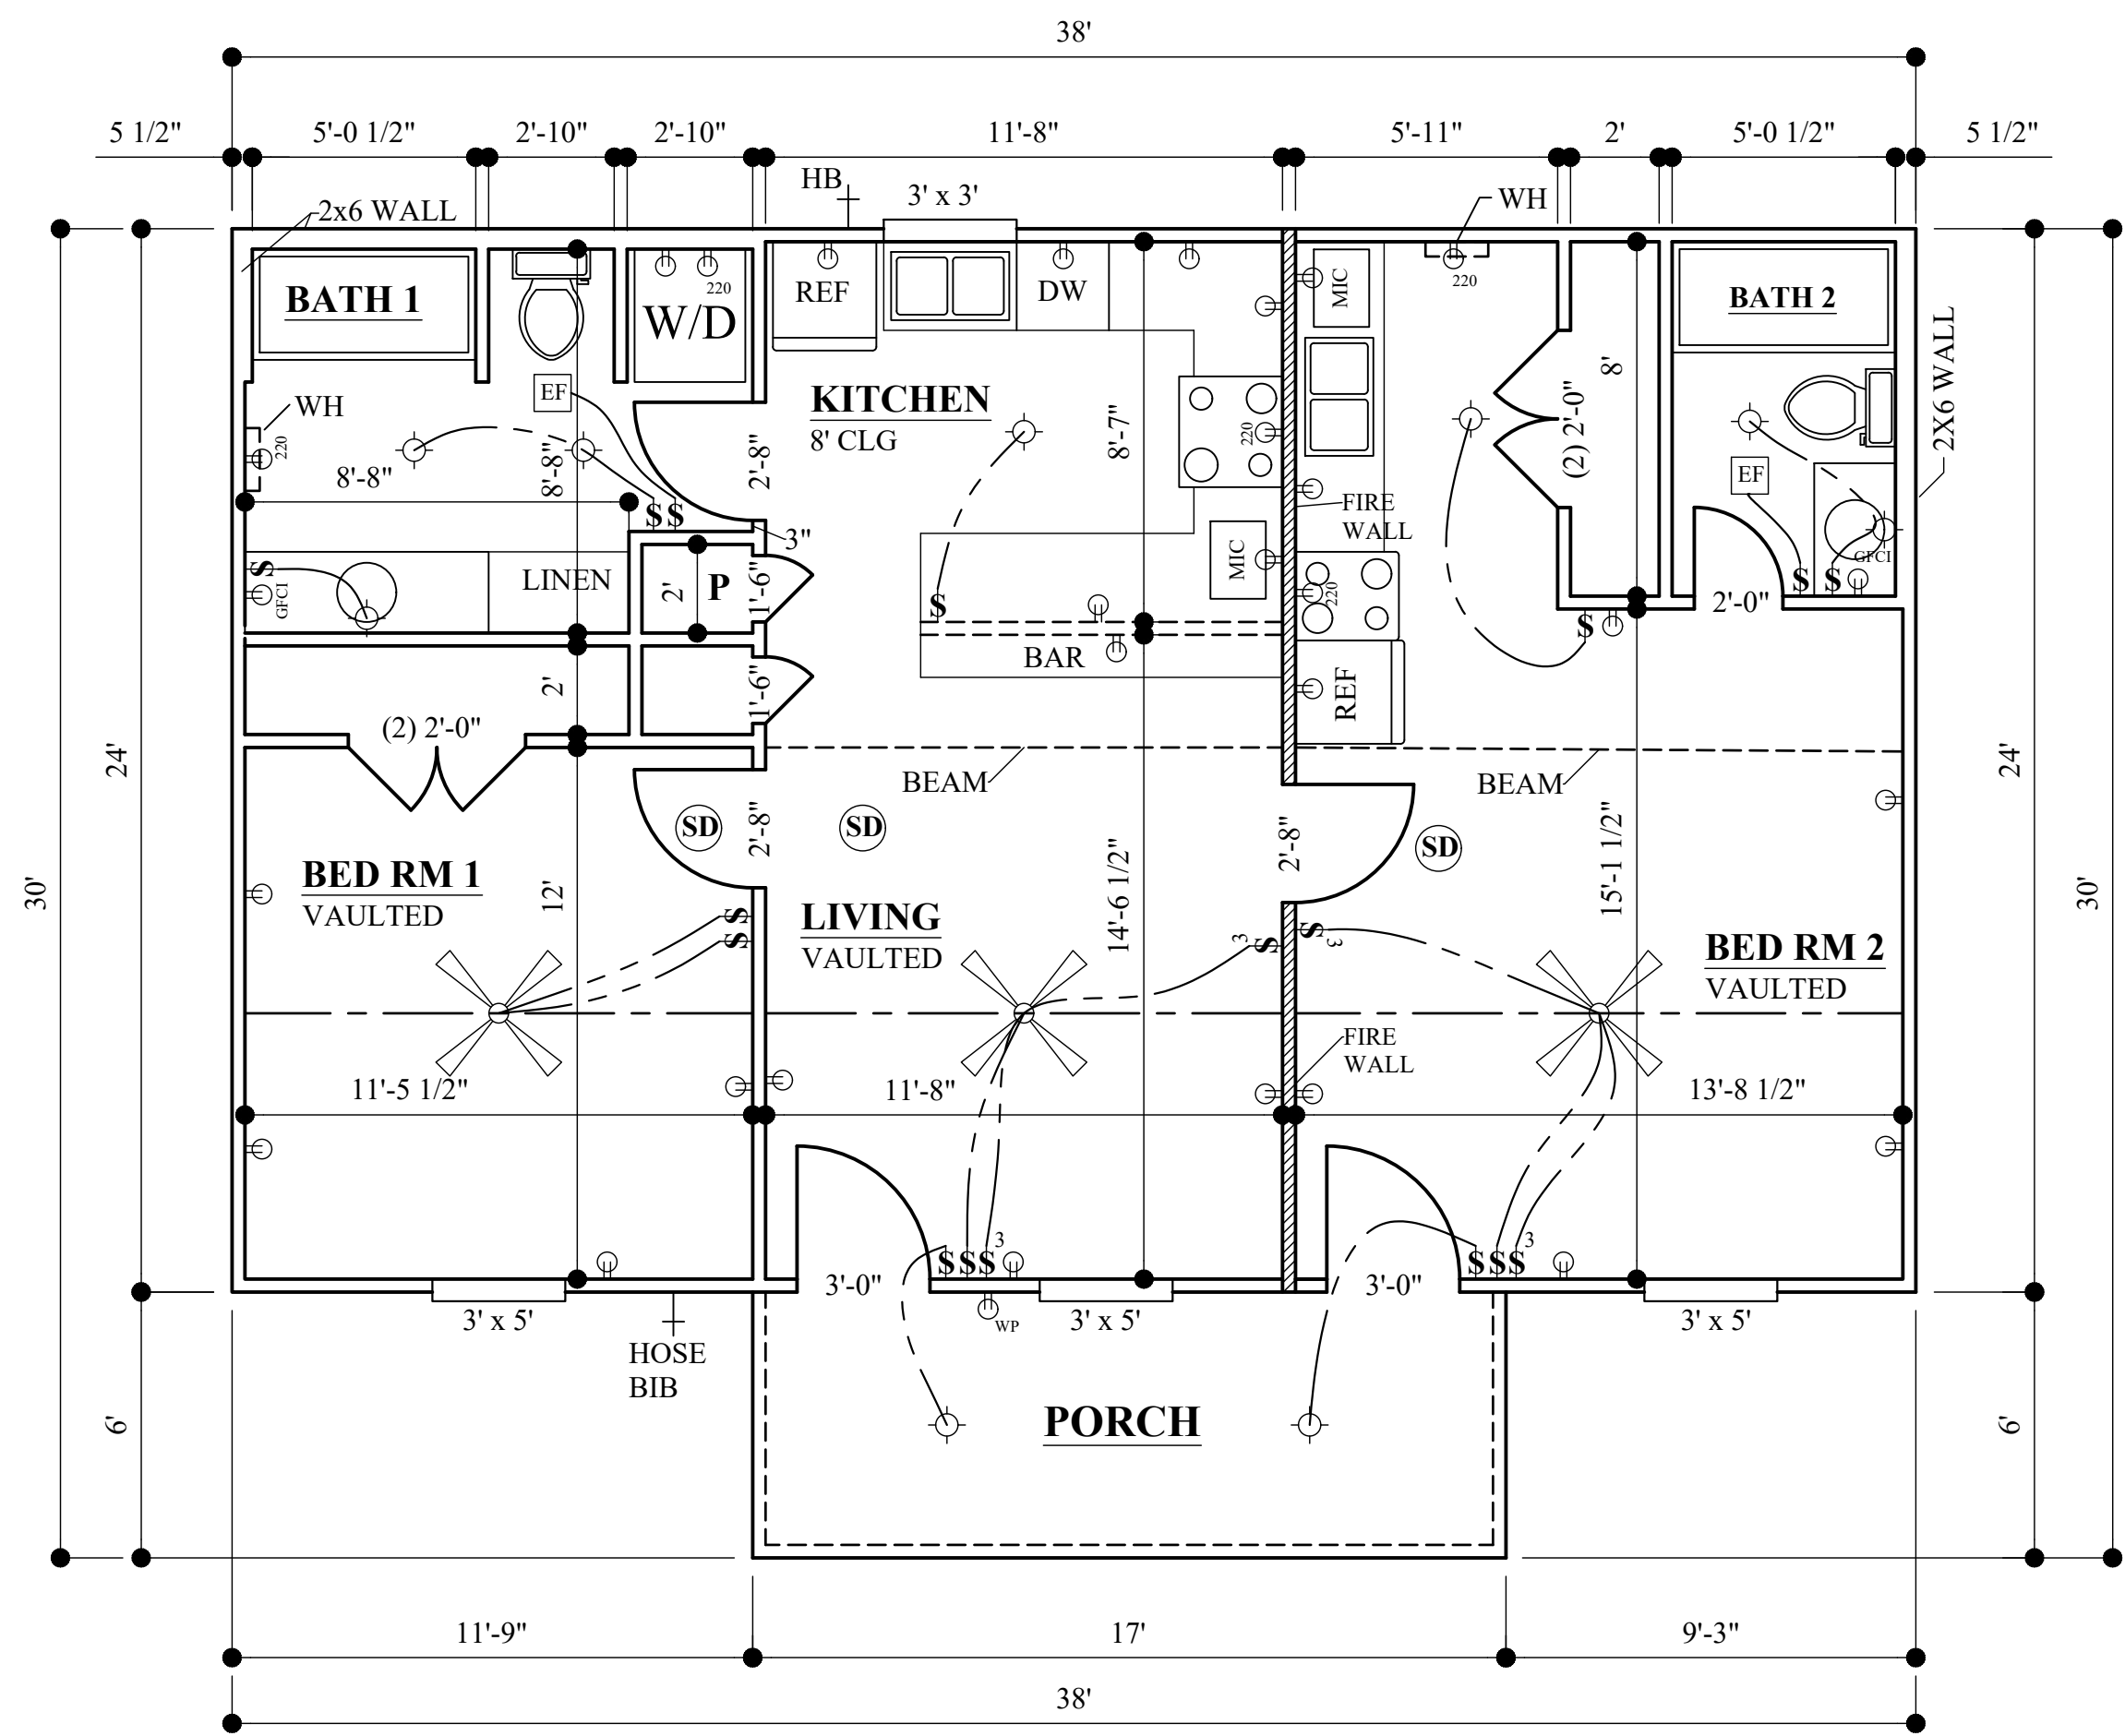 38'
5 1/2"
5'-0 1/2"
2'-10"
2'-10"
11'-8"
5'-11"
2'
5'-0 1/2"
5 1/2"
HB
3' x 3'
WH
2x6 WALL
BATH 1
220
W/D
REF
DW
MIC
220
BATH 2
2X6 WALL
EF
WH
220
8'-8"
8'-8"
2'-8"
KITCHEN
8' CLG
8'-7"
220
8'
(2) 2'-0"
EF
$$
3"
FIRE
WALL
MIC
220
GFCI
$
GFCI
LINEN
2'
P
1'-6"
$
$
$
$
2'-0"
BAR
REF
2'
1'-6"
(2) 2'-0"
24'
24'
BEAM
BEAM
SD
SD
SD
2'-8"
2'-8"
30'
30'
BED RM 1
VAULTED
12'
$
$
LIVING
VAULTED
14'-6 1/2"
$3
$3
15'-1 1/2"
BED RM 2
VAULTED
FIRE
WALL
11'-5 1/2"
11'-8"
13'-8 1/2"
$$$3
$$$3
3'-0"
3'-0"
3' x 5'
WP
3' x 5'
3' x 5'
HOSE
BIB
6'
PORCH
6'
11'-9"
17'
9'-3"
38'